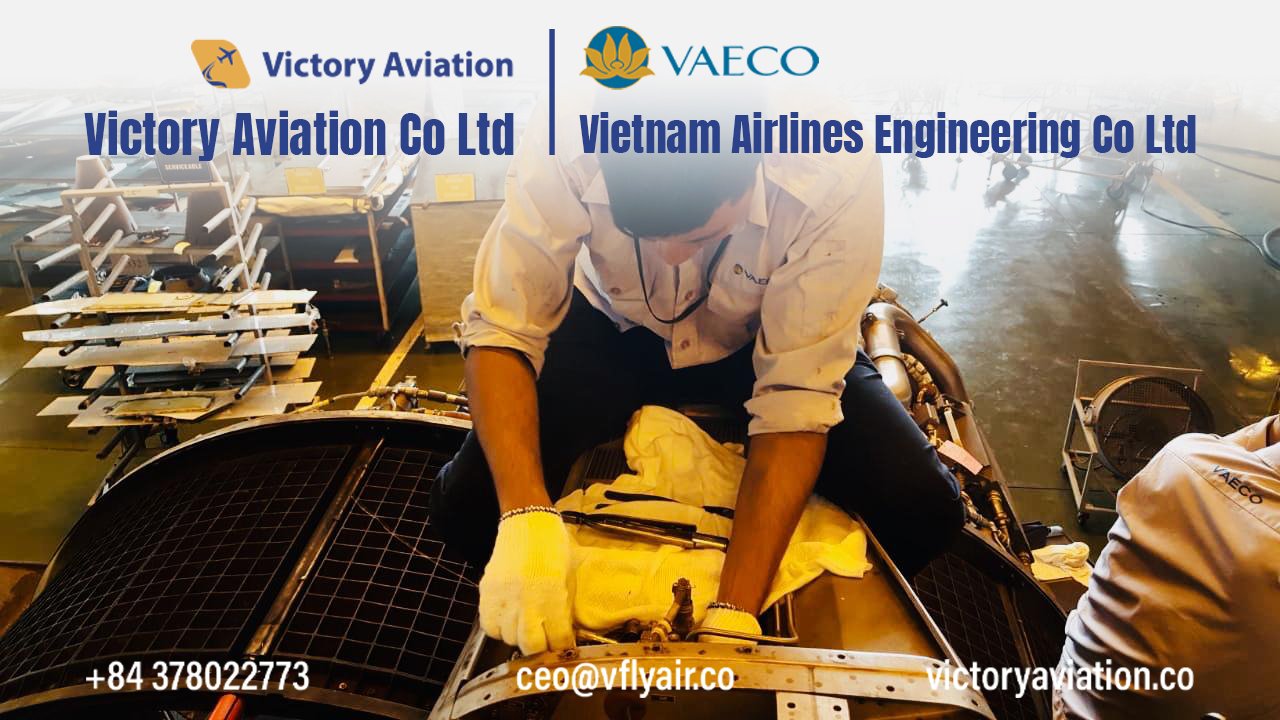 Victory Aviation
VAECO
Victory Aviation Co Ltd
Vietnam Airlines Engineering Co Ltd
SERVICEABLE
VAECO
+84 378022773
ceo@vflyair.co
victoryaviation.co